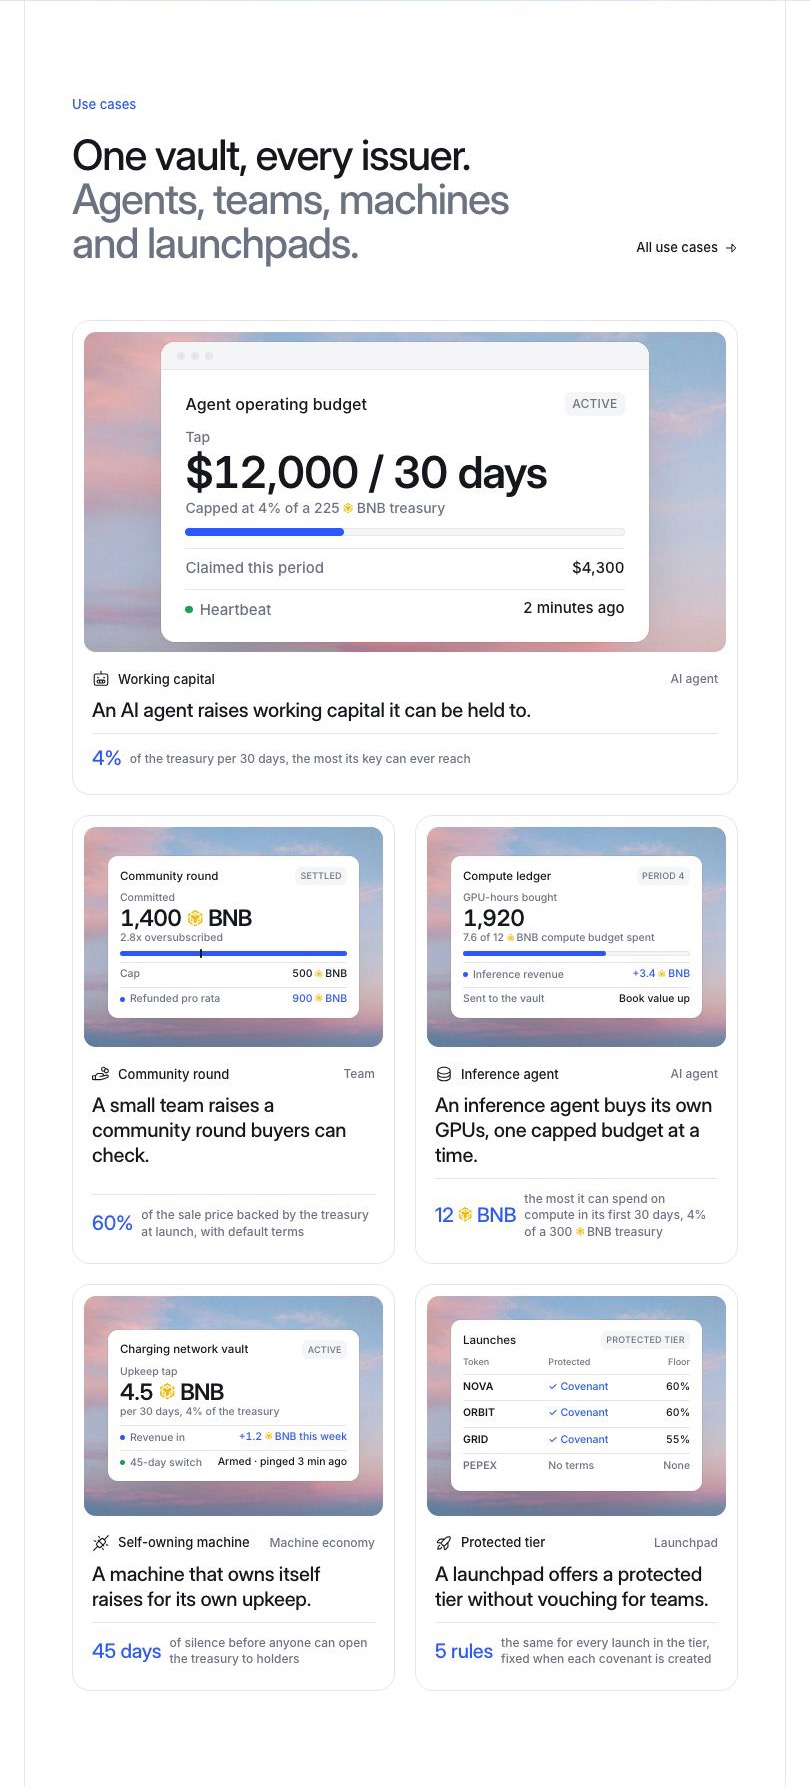 Use cases
One vault, every issuer.
Agents, teams, machines
and launchpads.
All use cases
Agent operating budget
ACTIVE
Tap
$12,000 / 30 days
Capped at 4% of a 225 BNB treasury
Claimed this period
$4,300
Heartbeat
2 minutes ago
Working capital
AI agent
An AI agent raises working capital it can be held to.
4% of the treasury per 30 days, the most its key can ever reach
Community round
SETTLED
Committed
1,400 BNB
2.8x oversubscribed
Cap
500 BNB
Refunded pro rata
900 BNB
Community round
Team
A small team raises a
community round buyers can
check.
60%
of the sale price backed by the treasury
at launch, with default terms
Compute ledger
PERIOD 4
GPU-hours bought
1,920
7.6 of 12 BNB compute budget spent
Inference revenue
+3.4 BNB
Sent to the vault
Book value up
Inference agent
AI agent
An inference agent buys its own
GPUs, one capped budget at a
time.
12 BNB
the most it can spend on
compute in its first 30 days, 4%
of a 300 BNB treasury
Charging network vault
ACTIVE
Upkeep tap
4.5 BNB
per 30 days, 4% of the treasury
Revenue in
+1.2 BNB this week
45-day switch
Armed · pinged 3 min ago
Self-owning machine
Machine economy
A machine that owns itself
raises for its own upkeep.
45 days
of silence before anyone can open
the treasury to holders
Launches
PROTECTED TIER
Token Protected Floor
NOVA ✓ Covenant 60%
ORBIT ✓ Covenant 60%
GRID ✓ Covenant 55%
PEPEX No terms None
Protected tier
Launchpad
A launchpad offers a protected
tier without vouching for teams.
5 rules
the same for every launch in the tier,
fixed when each covenant is created